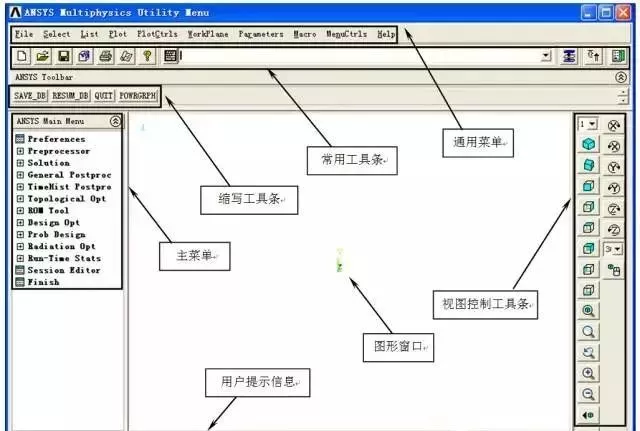 ANSYS Multiphysics Utility Menu
File Select List Plot PlotCtrls WorkPlane Parameters Macro MenuCtrls Help
ANSYS Toolbar
SAVE_DB RESUM_DB QUIT POWRGRPH
ANSYS Main Menu
Preferences
Preprocessor
Solution
General Postproc
TimeHist Postpro
Topological Opt
ROM Tool
Design Opt
Prob Design
Radiation Opt
Run-Time Stats
Session Editor
Finish
常用工具条
通用菜单
缩写工具条
主菜单
视图控制工具条
图形窗口
用户提示信息
1
X
X
Y
Y
Z
Z